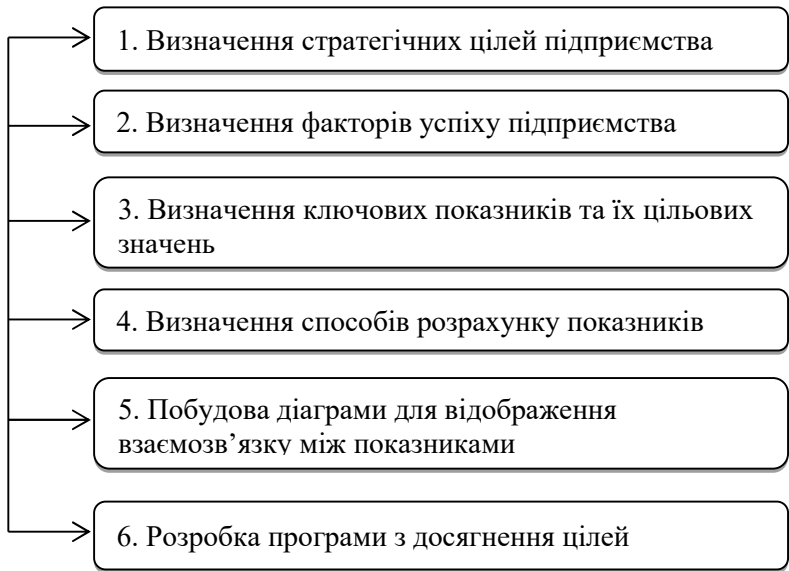 1. Визначення стратегічних цілей підприємства
2. Визначення факторів успіху підприємства
3. Визначення ключових показників та їх цільових
значень
4. Визначення способів розрахунку показників
5. Побудова діаграми для відображення
взаємозв’язку між показниками
6. Розробка програми з досягнення цілей